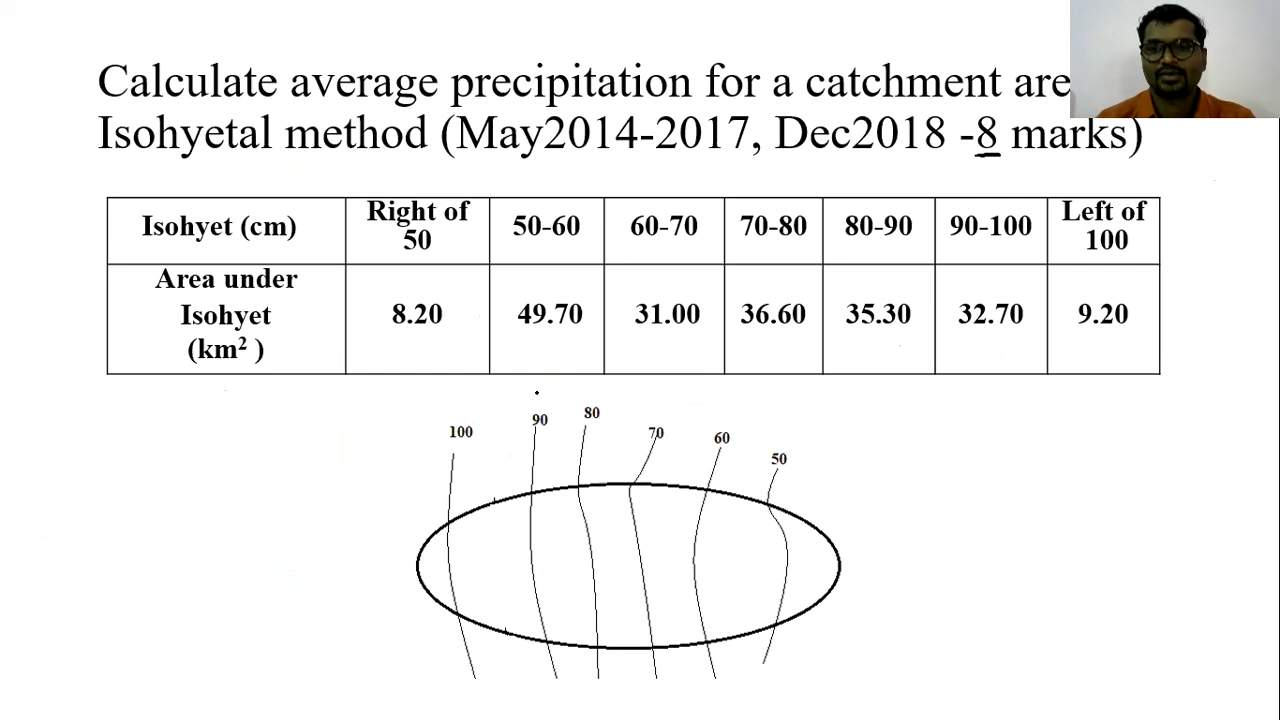 Calculate average precipitation for a catchment are
Isohyetal method (May2014-2017, Dec2018 -8 marks)
Isohyet (cm) Right of 50 50-60 60-70 70-80 80-90 90-100 Left of 100
Area under Isohyet (km² ) 8.20 49.70 31.00 36.60 35.30 32.70 9.20
100 90 80 70 60 50